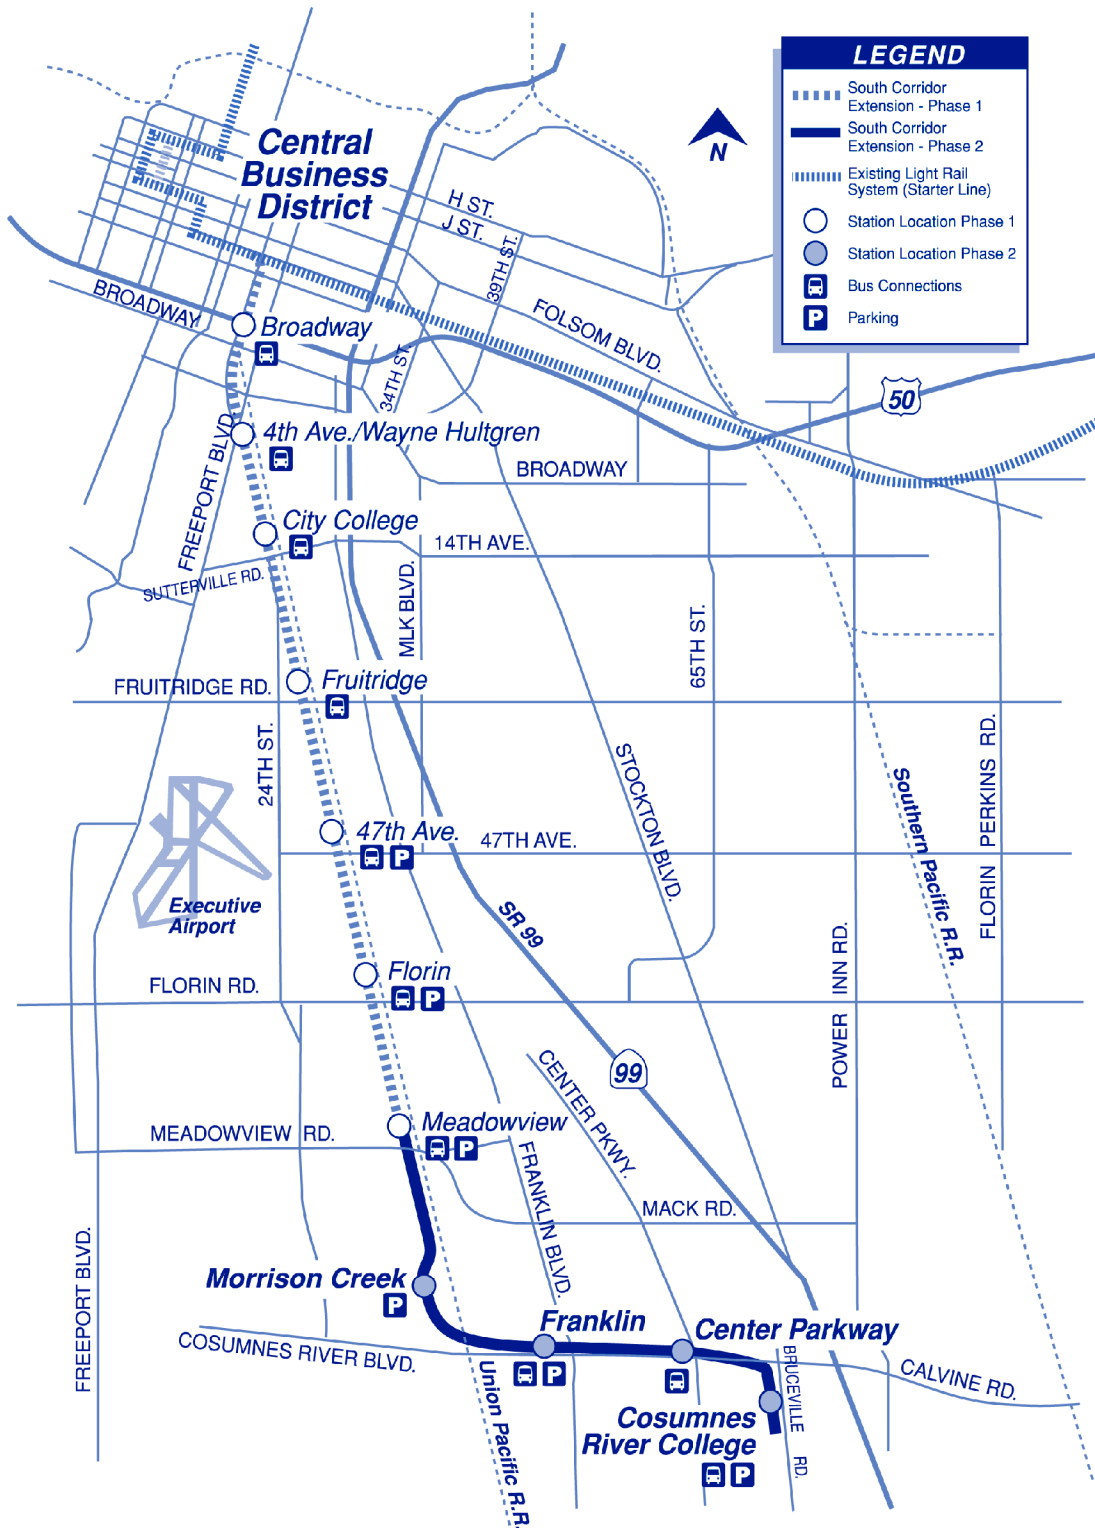 LEGEND
South Corridor
Extension - Phase 1
South Corridor
Extension - Phase 2
Existing Light Rail
System (Starter Line)
Station Location Phase 1
Station Location Phase 2
Bus Connections
P Parking
N
Central
Business
District
H ST.
J ST.
39TH ST.
BROADWAY
Broadway
FOLSOM BLVD.
34TH ST.
50
FREEPORT BLVD.
4th Ave./Wayne Hultgren
BROADWAY
City College
14TH AVE.
SUTTERVILLE RD.
MLK BLVD.
65TH ST.
FRUITRIDGE RD.
Fruitridge
24TH ST.
STOCKTON BLVD.
Southern Pacific R.R.
FLORIN PERKINS RD.
47th Ave.
P
47TH AVE.
Executive
Airport
SR 99
POWER INN RD.
FLORIN RD.
Florin
P
99
CENTER PKWY.
MEADOWVIEW RD.
Meadowview
P
FRANKLIN BLVD.
MACK RD.
FREEPORT BLVD.
Morrison Creek
P
Franklin
P
Center Parkway
COSUMNES RIVER BLVD.
Union Pacific R.R.
BRUCEVILLE RD.
CALVINE RD.
Cosumnes
River College
P